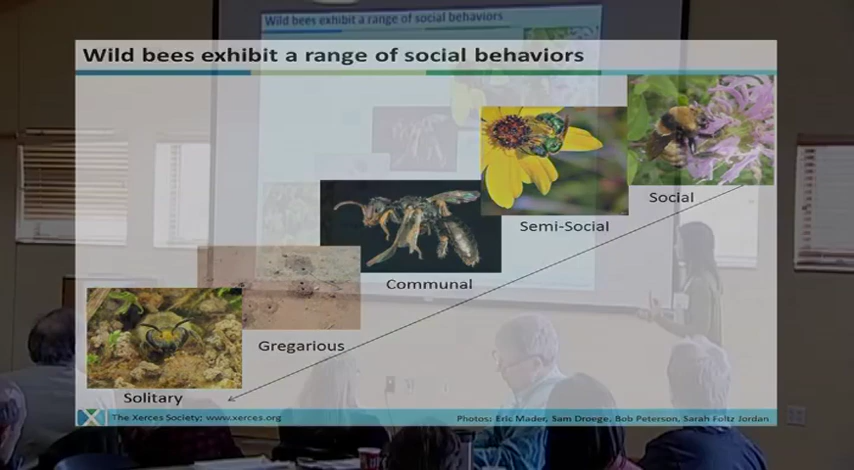 Wild bees exhibit a range of social behaviors
Wild bees exhibit a range of social behaviors
Social
Semi-Social
Communal
Gregarious
Solitary
The Xerces Society; www.xerces.org
Photos: Eric Mader, Sam Droege, Bob Peterson, Sarah Foltz Jordan